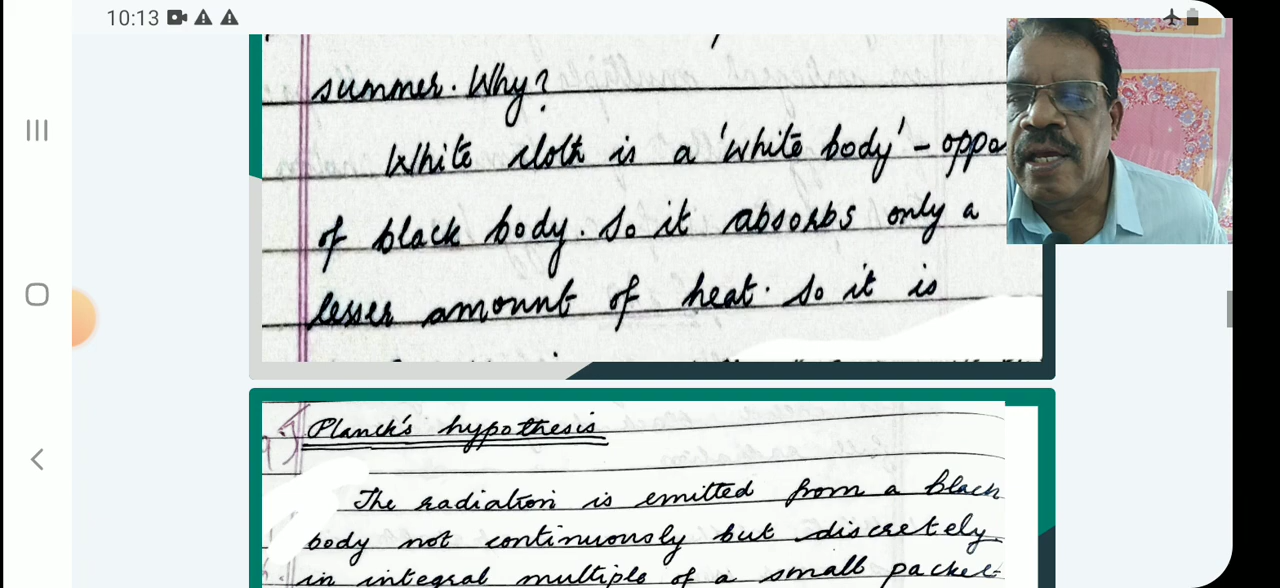 10:13
summer. Why?
White cloth is a 'white body' - oppo
of black body. So it absorbs only a
lesser amount of heat. So it is
9) Planck's hypothesis
The radiation is emitted from a black
body not continuously but discretely
in integral multiple of a small packet